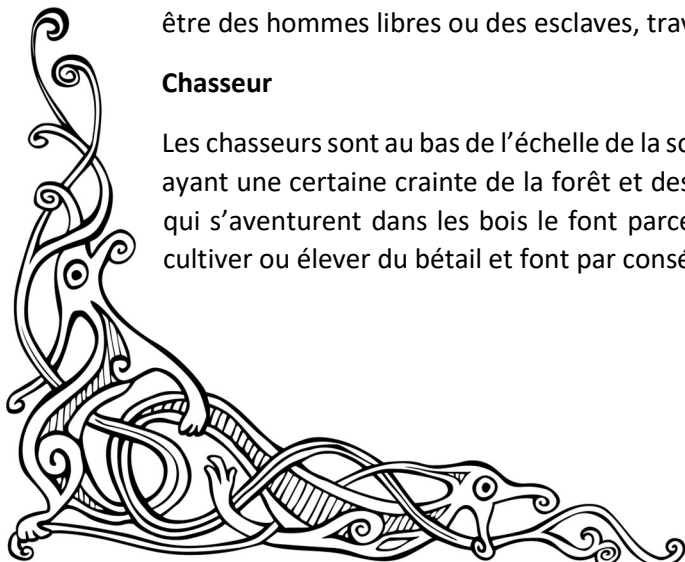 être des hommes libres ou des esclaves, trav
Chasseur
Les chasseurs sont au bas de l’échelle de la so
ayant une certaine crainte de la forêt et des
qui s’aventurent dans les bois le font parce
cultiver ou élever du bétail et font par consé